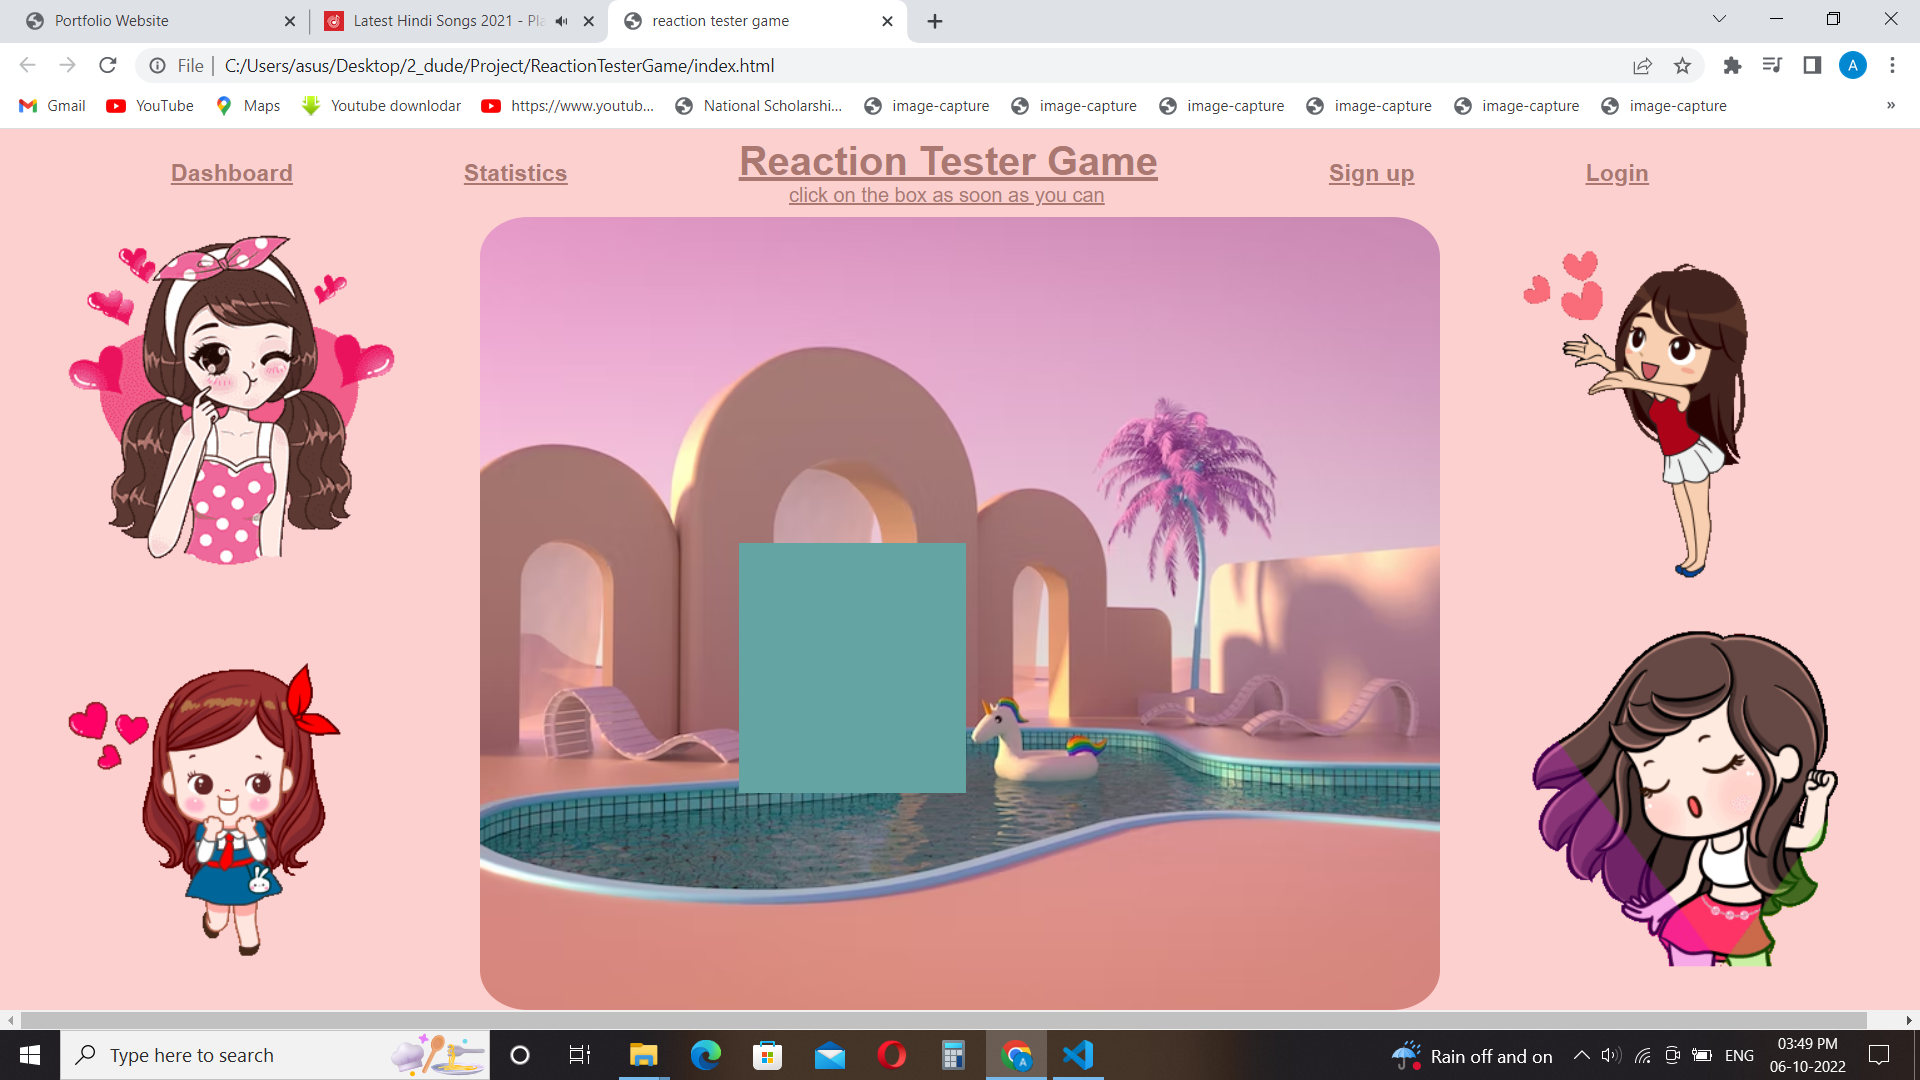 Portfolio Website
Latest Hindi Songs 2021 - Pla
reaction tester game
File | C:/Users/asus/Desktop/2_dude/Project/ReactionTesterGame/index.html
A
Gmail
YouTube
Maps
Youtube downlodar
https://www.youtub...
National Scholarshi...
image-capture
image-capture
image-capture
image-capture
image-capture
image-capture
»
Dashboard
Statistics
Reaction Tester Game
click on the box as soon as you can
Sign up
Login
Type here to search
A
Rain off and on
ENG
03:49 PM
06-10-2022